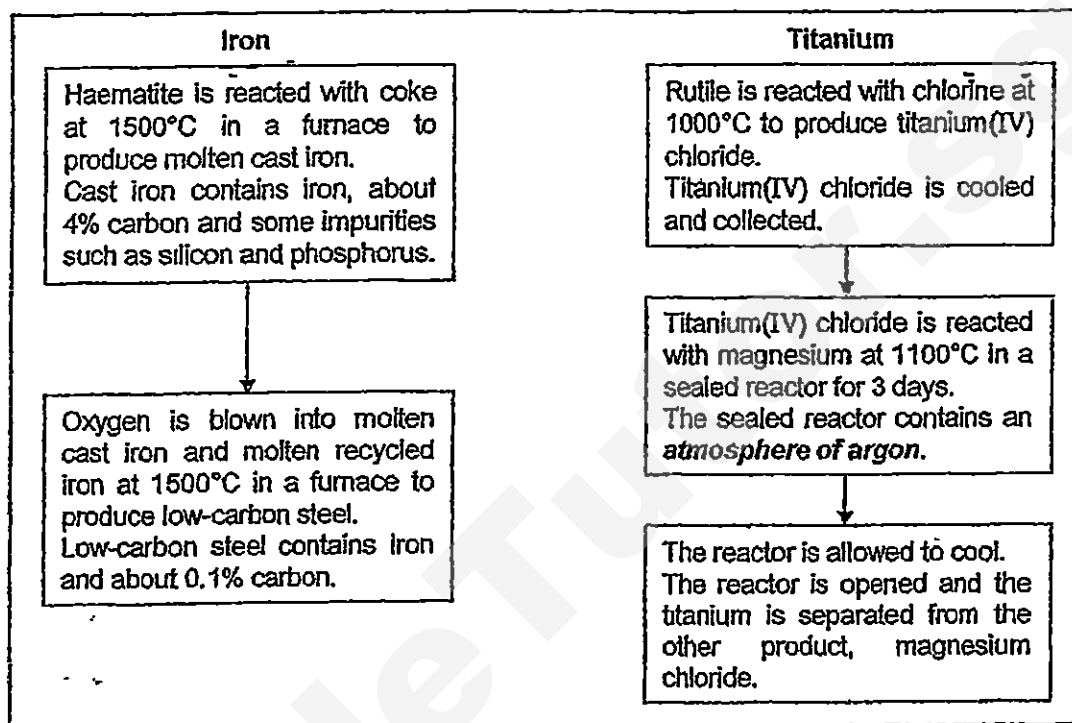 Iron
Haematite is reacted with coke
at 1500°C in a furnace to
produce molten cast iron.
Cast iron contains iron, about
4% carbon and some impurities
such as silicon and phosphorus.
Oxygen is blown into molten
cast iron and molten recycled
iron at 1500°C in a furnace to
produce low-carbon steel.
Low-carbon steel contains iron
and about 0.1% carbon.
Titanium
Rutile is reacted with chlorine at
1000°C to produce titanium(IV)
chloride.
Titanium(IV) chloride is cooled
and collected.
Titanium(IV) chloride is reacted
with magnesium at 1100°C in a
sealed reactor for 3 days.
The sealed reactor contains an
atmosphere of argon.
The reactor is allowed to cool.
The reactor is opened and the
titanium is separated from the
other product, magnesium
chloride.